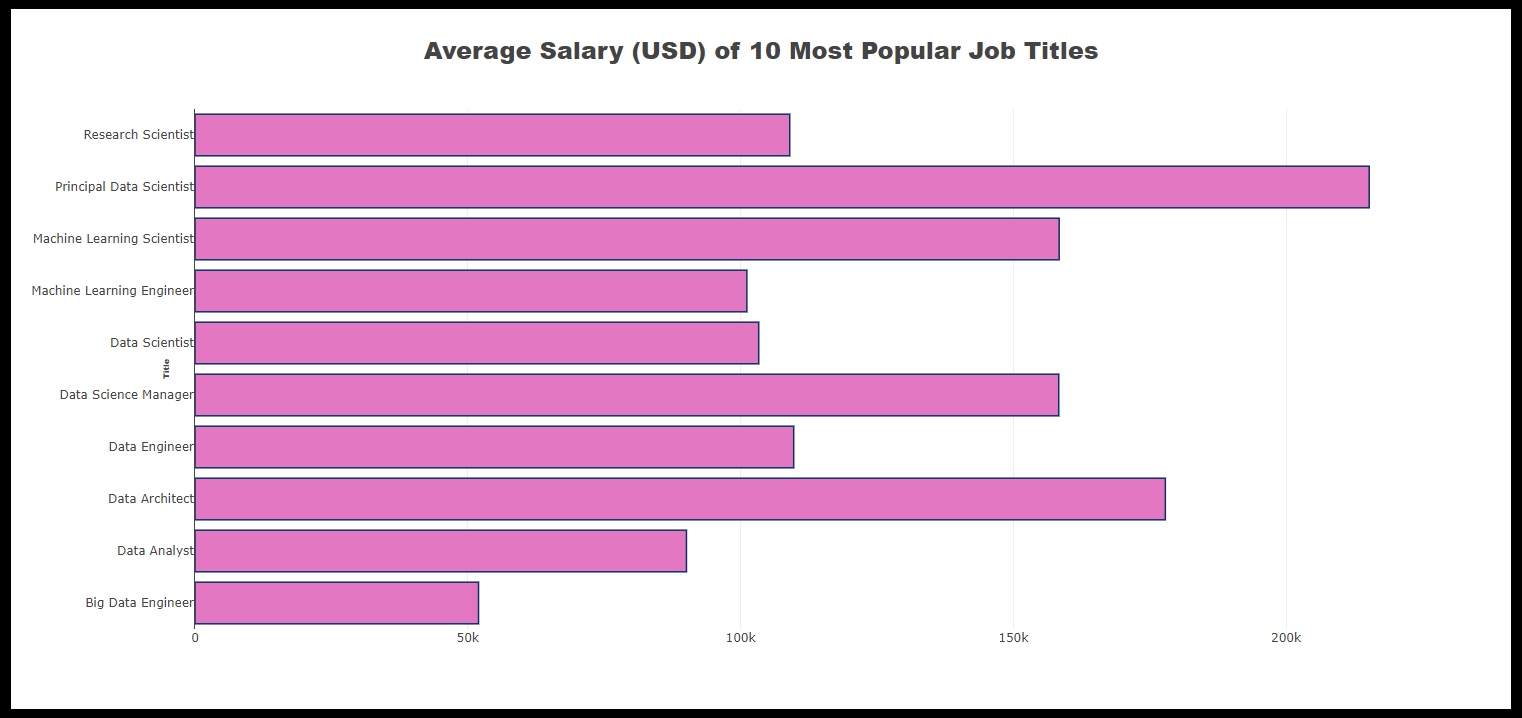 Average Salary (USD) of 10 Most Popular Job Titles
Research Scientist
Principal Data Scientist
Machine Learning Scientist
Machine Learning Engineer
Data Scientist
Title
Data Science Manager
Data Engineer
Data Architect
Data Analyst
Big Data Engineer
0 50k 100k 150k 200k